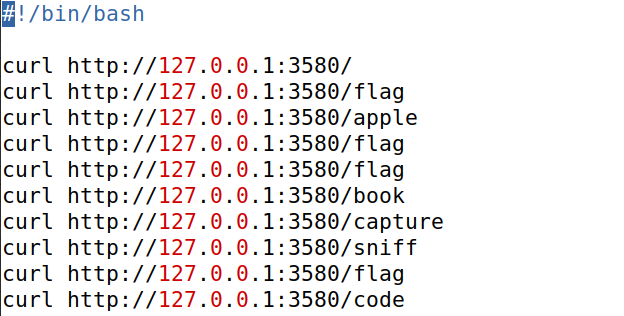 #!/bin/bash
curl http://127.0.0.1:3580/
curl http://127.0.0.1:3580/flag
curl http://127.0.0.1:3580/apple
curl http://127.0.0.1:3580/flag
curl http://127.0.0.1:3580/flag
curl http://127.0.0.1:3580/book
curl http://127.0.0.1:3580/capture
curl http://127.0.0.1:3580/sniff
curl http://127.0.0.1:3580/flag
curl http://127.0.0.1:3580/code